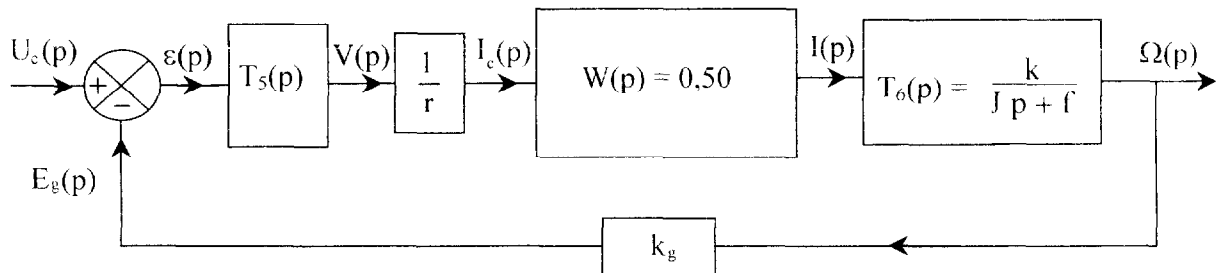 U_c(p)
+
−
ε(p)
T_5(p)
V(p)
1
r
I_c(p)
W(p) = 0,50
I(p)
T_6(p) = k
J p + f
Ω(p)
E_g(p)
k_g